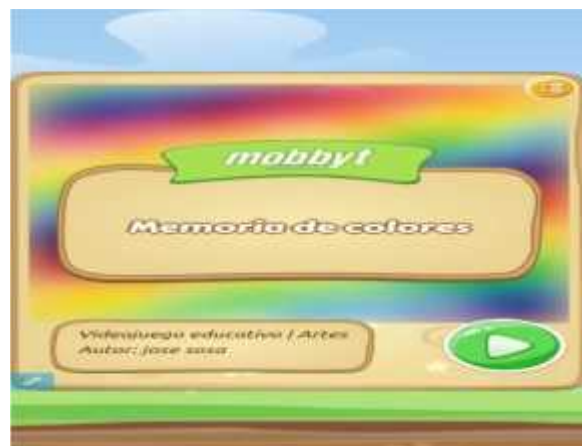 mobbyt
Memoria de colores
Videojuego educativo / Artes
Autor: jose sosa